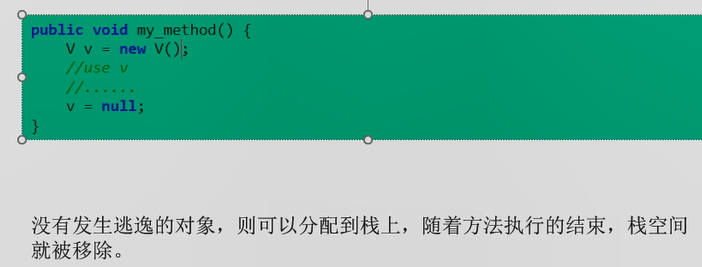 public void my_method() {
    V v = new V();
    //use v
    //......
    v = null;
}
没有发生逃逸的对象，则可以分配到栈上，随着方法执行的结束，栈空间
就被移除。